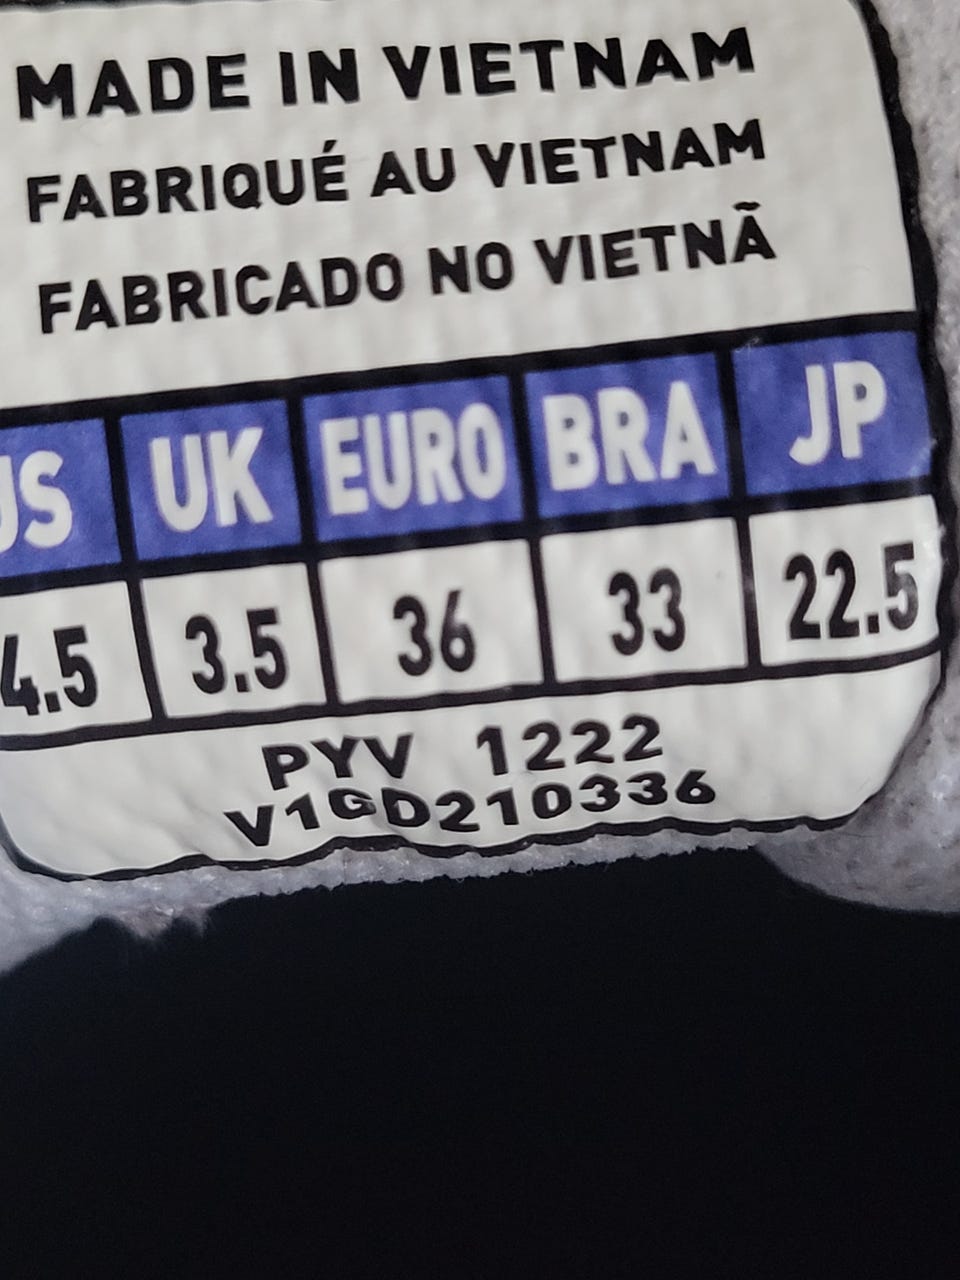 MADE IN VIETNAM
FABRIQUÉ AU VIETNAM
FABRICADO NO VIETNÃ
US UK EURO BRA JP
4.5 3.5 36 33 22.5
PYV 1222
V1GD210336